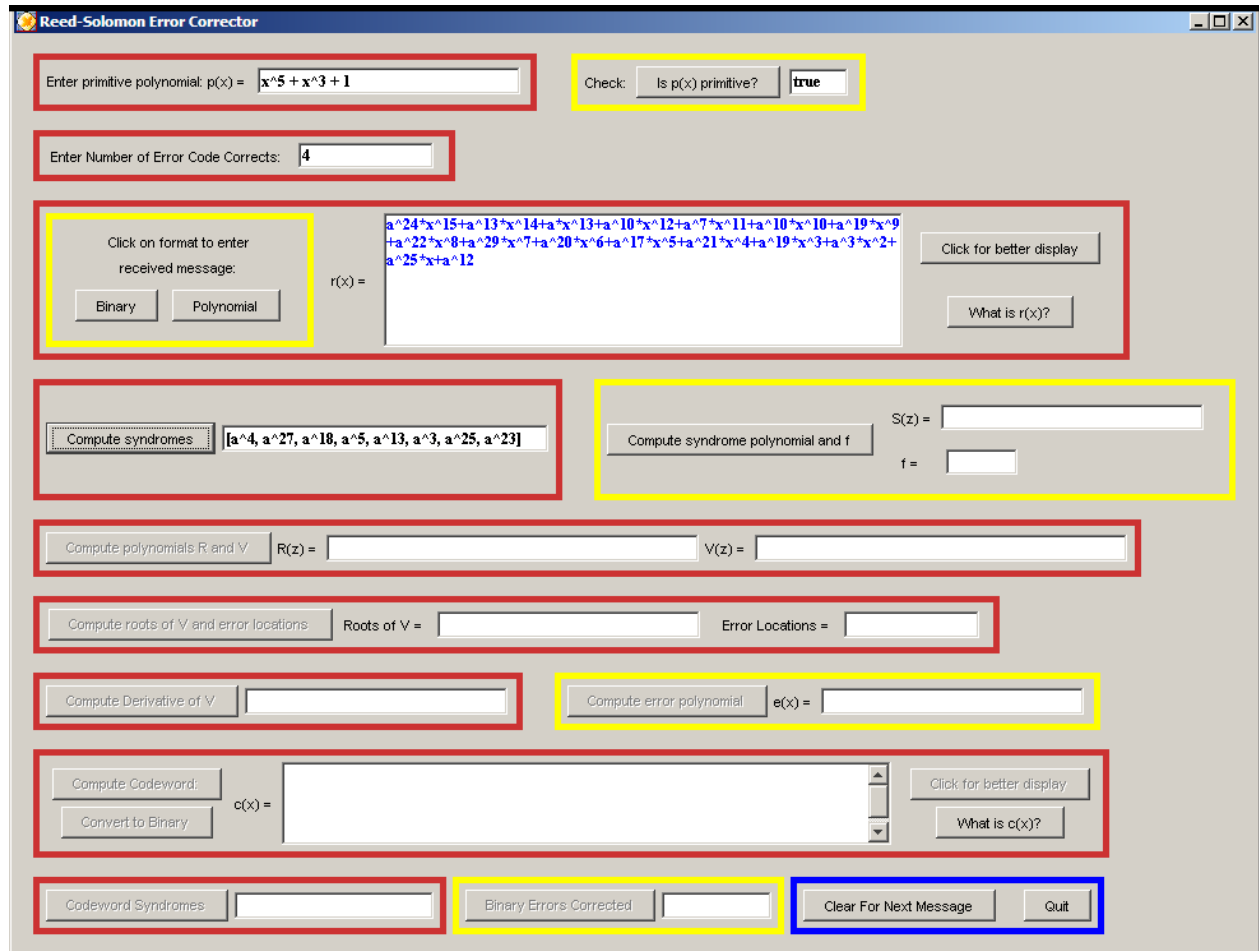 Reed-Solomon Error Corrector
Enter primitive polynomial: p(x) = x^5 + x^3 + 1
Check: Is p(x) primitive? true
Enter Number of Error Code Corrects: 4
Click on format to enter
received message:
Binary Polynomial
r(x) =
a^24*x^15+a^13*x^14+a*x^13+a^10*x^12+a^7*x^11+a^10*x^10+a^19*x^9
+a^22*x^8+a^29*x^7+a^20*x^6+a^17*x^5+a^21*x^4+a^19*x^3+a^3*x^2+
a^25*x+a^12
Click for better display
What is r(x)?
Compute syndromes [a^4, a^27, a^18, a^5, a^13, a^3, a^25, a^23]
Compute syndrome polynomial and f
S(z) =
f =
Compute polynomials R and V R(z) = V(z) =
Compute roots of V and error locations Roots of V = Error Locations =
Compute Derivative of V
Compute error polynomial e(x) =
Compute Codeword:
Convert to Binary
c(x) =
Click for better display
What is c(x)?
Codeword Syndromes
Binary Errors Corrected
Clear For Next Message Quit